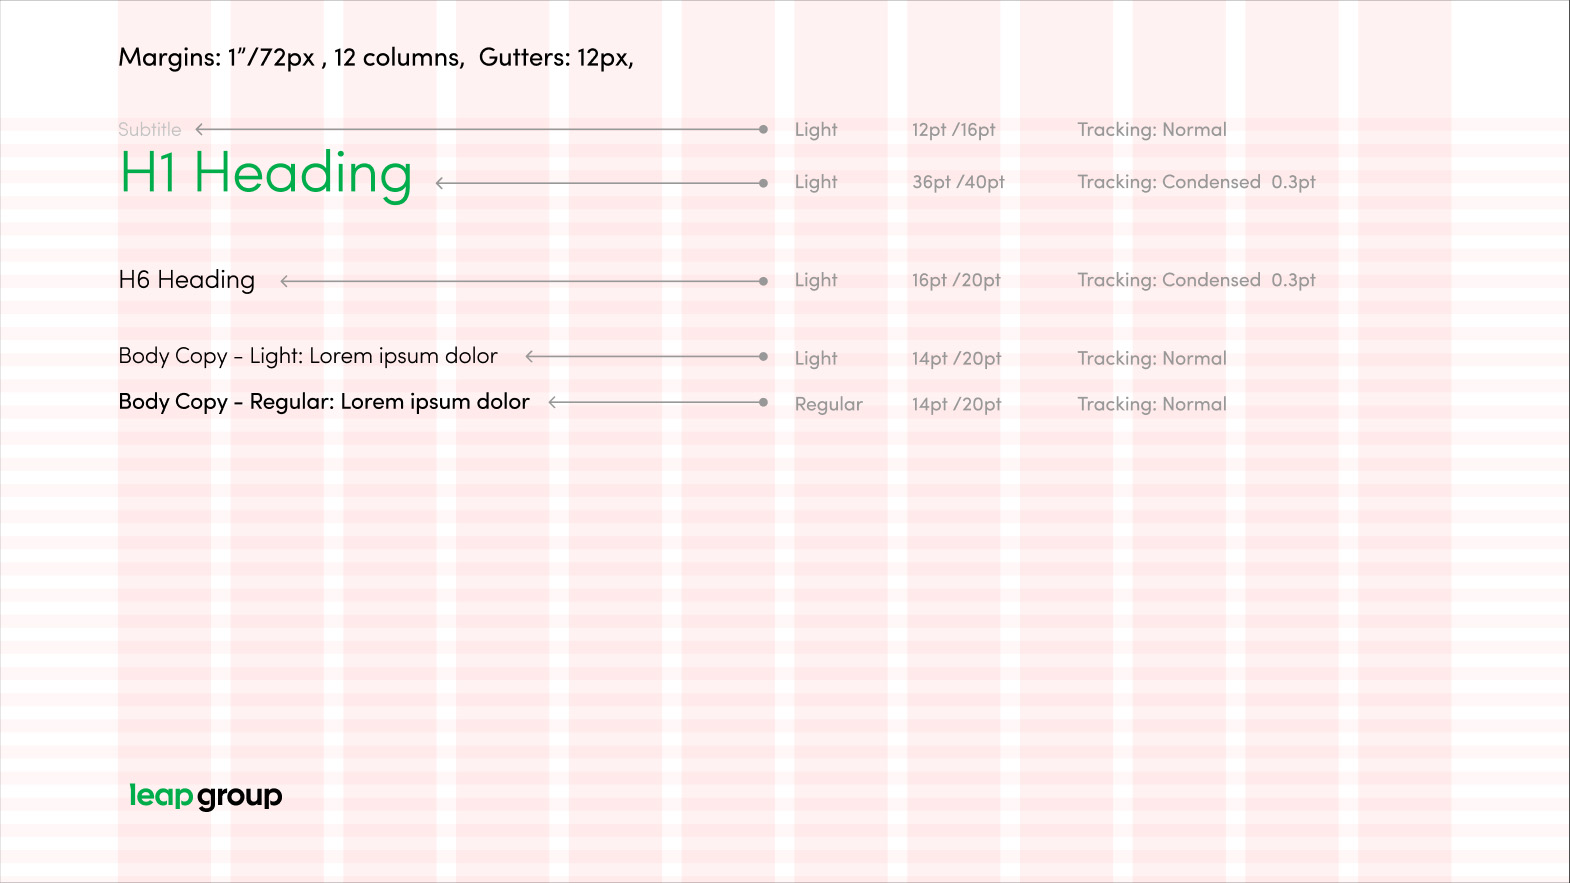 Margins: 1”/72px , 12 columns,  Gutters: 12px,
Subtitle Light 12pt /16pt Tracking: Normal
H1 Heading Light 36pt /40pt Tracking: Condensed  0.3pt
H6 Heading Light 16pt /20pt Tracking: Condensed  0.3pt
Body Copy - Light: Lorem ipsum dolor Light 14pt /20pt Tracking: Normal
Body Copy - Regular: Lorem ipsum dolor Regular 14pt /20pt Tracking: Normal
leap group